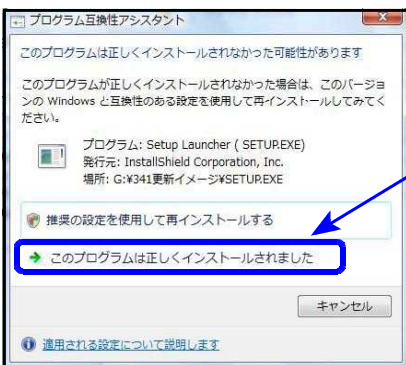 プログラム互換性アシスタント
このプログラムは正しくインストールされなかった可能性があります
このプログラムが正しくインストールされなかった場合は、このバージョ
ンの Windows と互換性のある設定を使用して再インストールしてみてく
ださい。
プログラム: Setup Launcher ( SETUP.EXE)
発行元: InstallShield Corporation, Inc.
場所: G:¥341更新イメージ¥SETUP.EXE
推奨の設定を使用して再インストールする
このプログラムは正しくインストールされました
キャンセル
適用される設定について説明します